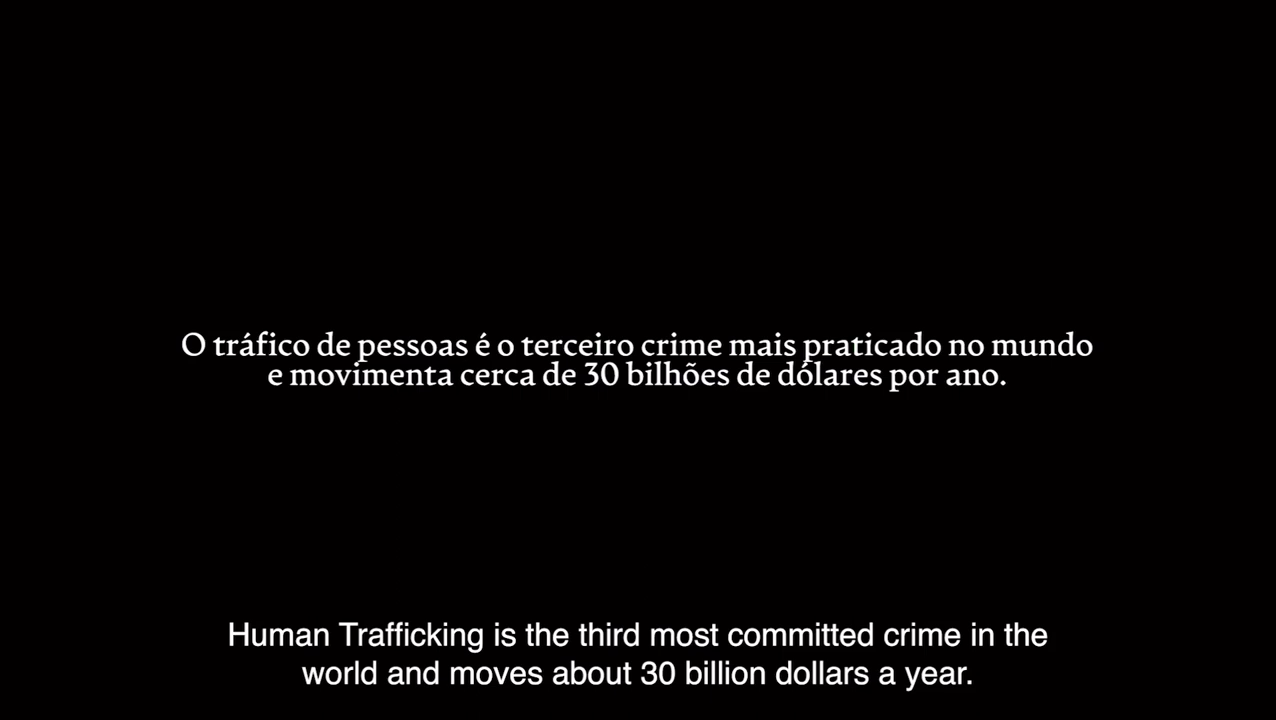 O tráfico de pessoas é o terceiro crime mais praticado no mundo
e movimenta cerca de 30 bilhões de dólares por ano.
Human Trafficking is the third most committed crime in the
world and moves about 30 billion dollars a year.